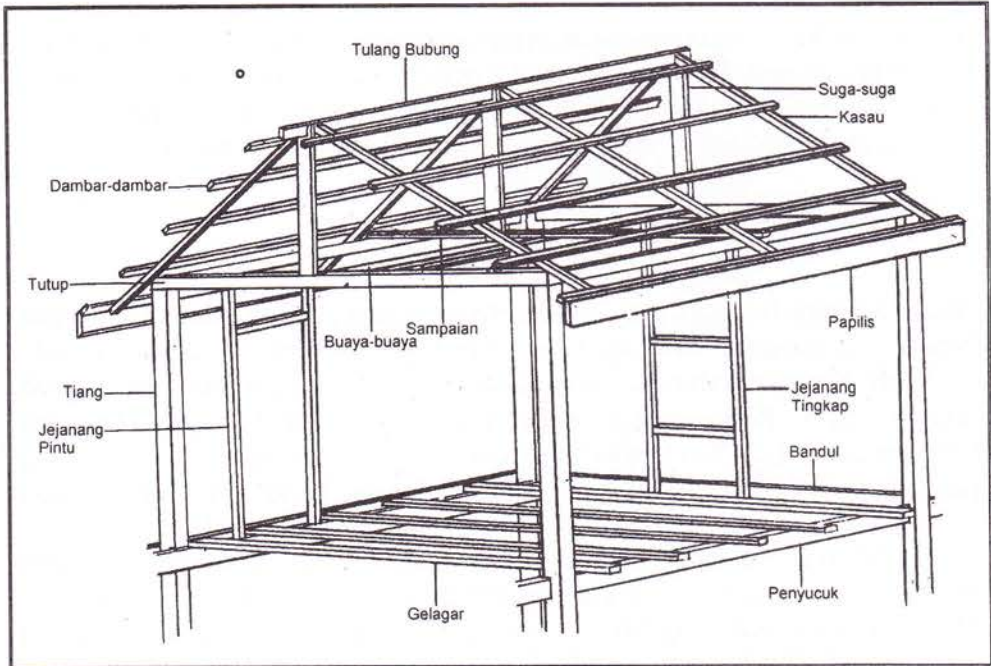 Tulang Bubung
Suga-suga
Kasau
Dambar-dambar
Tutup
Sampaian
Buaya-buaya
Papilis
Tiang
Jejanang
Pintu
Jejanang
Tingkap
Bandul
Penyucuk
Gelagar